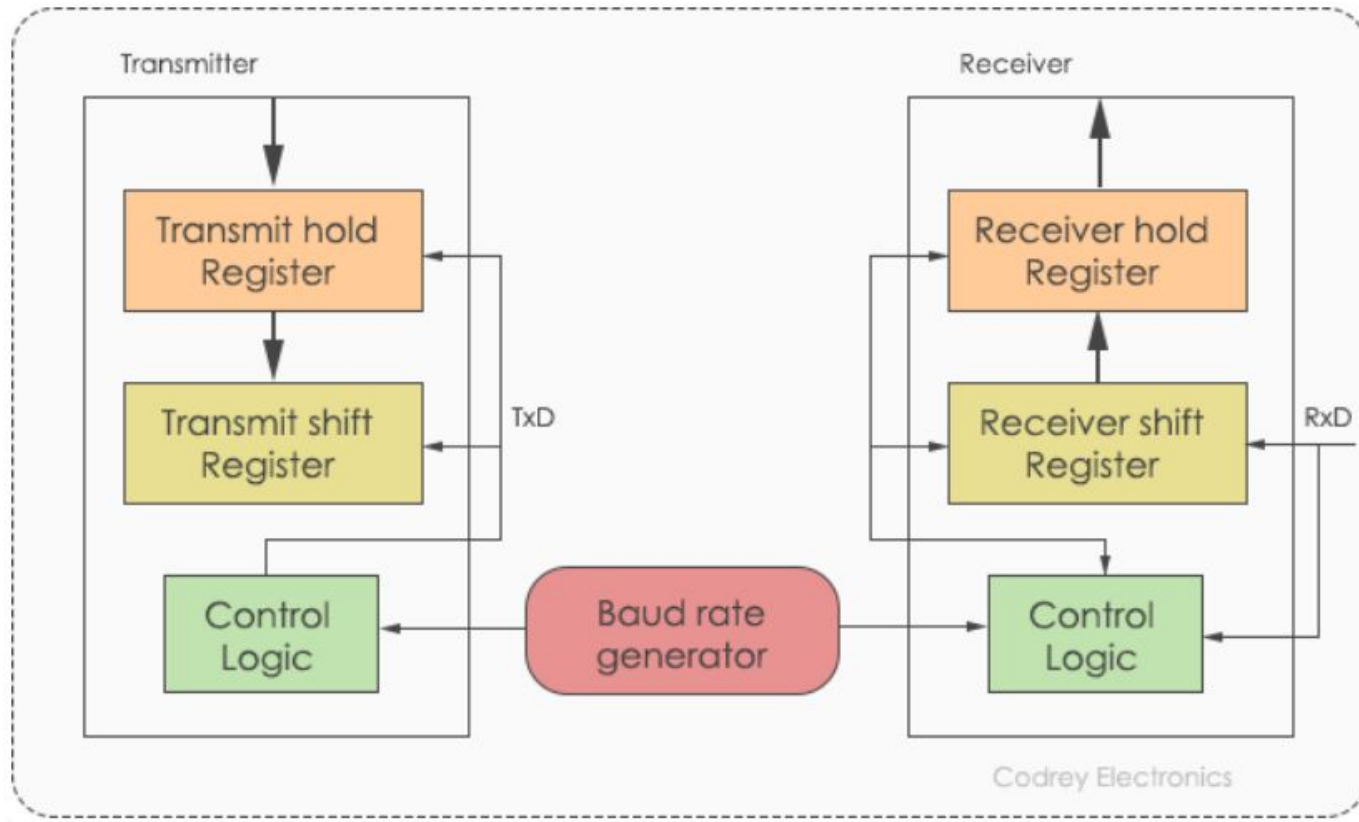 Transmitter
Transmit hold
Register
Transmit shift
Register
TxD
Control
Logic
Baud rate
generator
Receiver
Receiver hold
Register
Receiver shift
Register
RxD
Control
Logic
Codrey Electronics